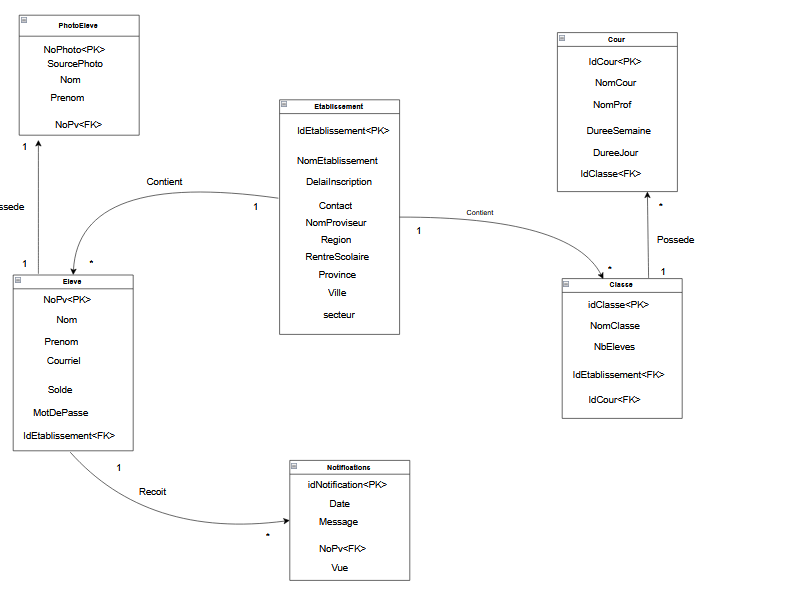 PhotoEleve
NoPhoto<PK>
SourcePhoto
Nom
Prenom
NoPv<FK>
1
ssede
1
Contient
1
*
Eleve
NoPv<PK>
Nom
Prenom
Courriel
Solde
MotDePasse
IdEtablissement<FK>
Etablissement
IdEtablissement<PK>
NomEtablissement
DelaiInscription
Contact
NomProviseur
Region
RentreScolaire
Province
Ville
secteur
Contient
1
*
Cour
IdCour<PK>
NomCour
NomProf
DureeSemaine
DureeJour
IdClasse<FK>
*
Possede
1
Classe
idClasse<PK>
NomClasse
NbEleves
IdEtablissement<FK>
IdCour<FK>
1
Recoit
*
Notifications
idNotification<PK>
Date
Message
NoPv<FK>
Vue